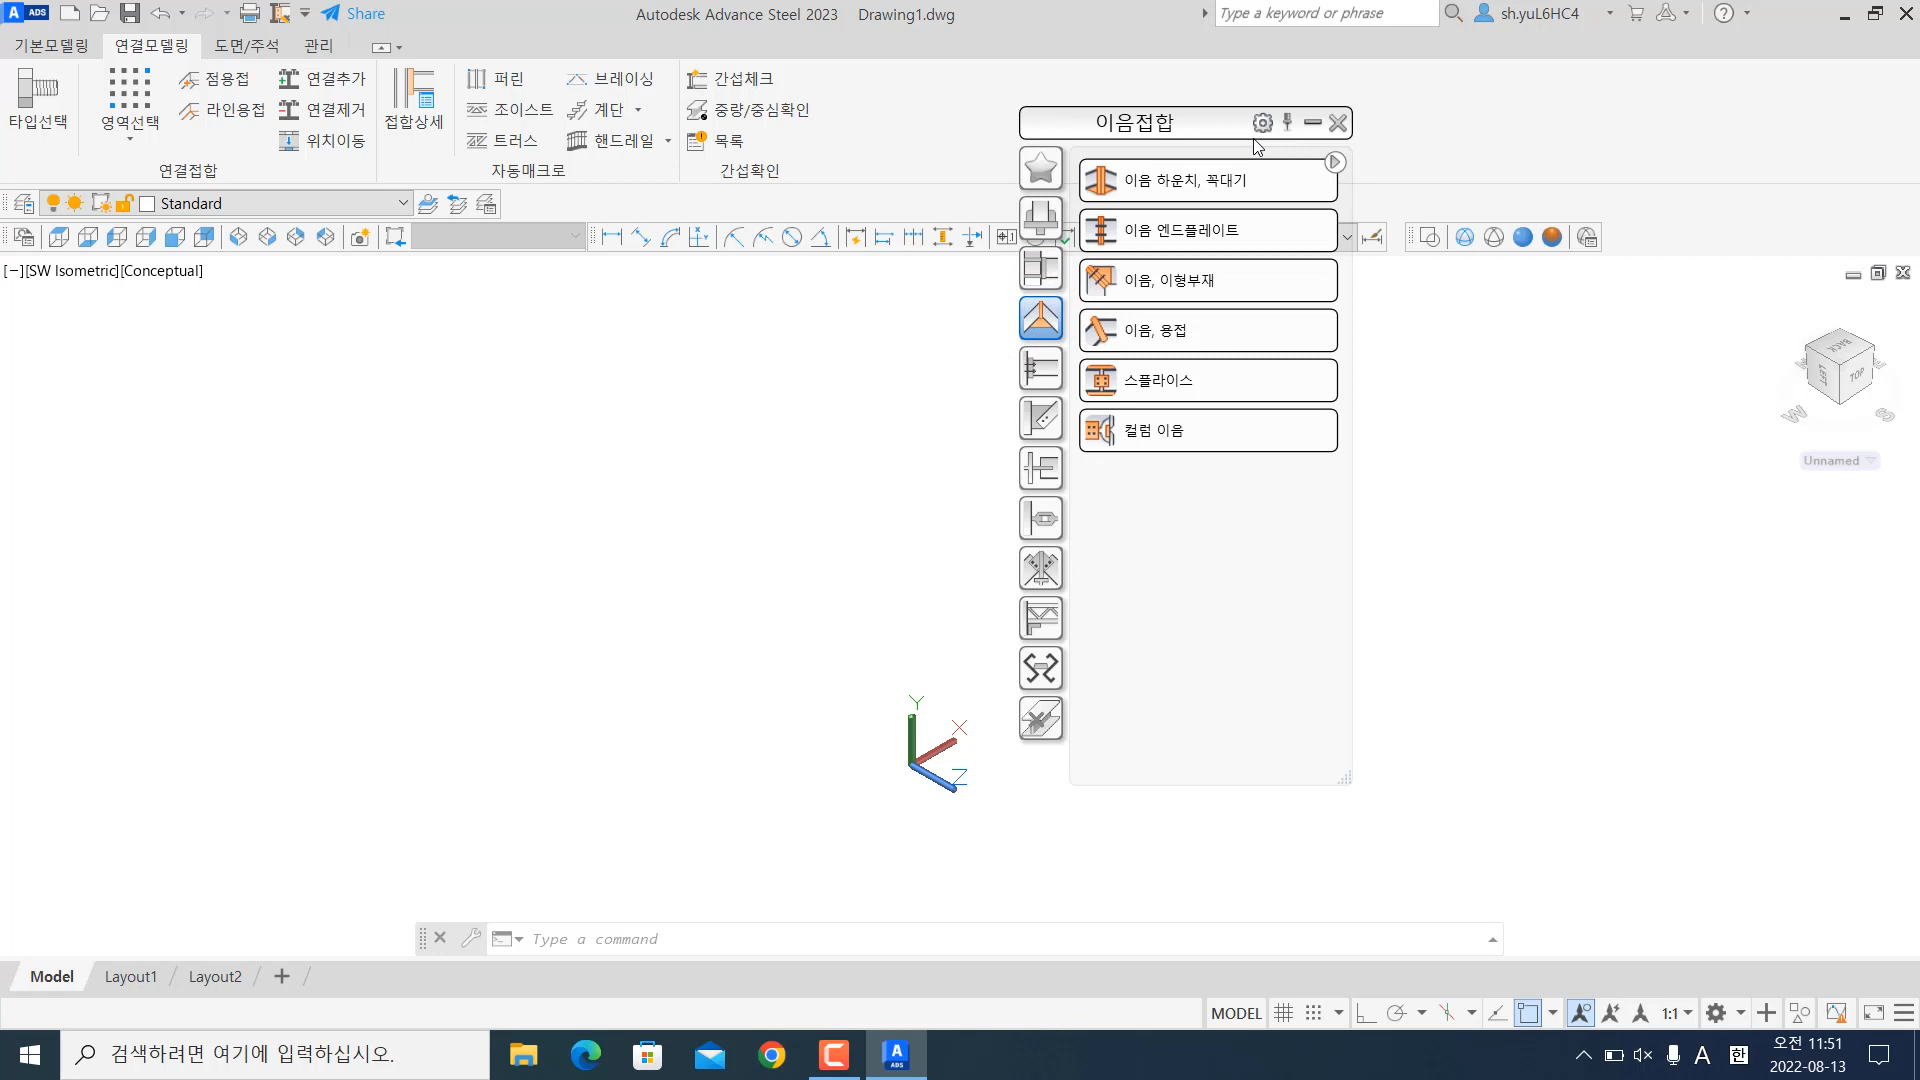 A ADS
Share
Autodesk Advance Steel 2023 Drawing1.dwg
Type a keyword or phrase
sh.yuL6HC4
기본모델링 연결모델링 도면/주석 관리
타입선택
영역선택
점용접
라인용접
연결추가
연결제거
위치이동
연결접합
접합상세
퍼린
조이스트
트러스
브레이싱
계단
핸드레일
자동매크로
간섭체크
중량/중심확인
목록
간섭확인
Standard
[−][SW Isometric][Conceptual]
이음접합
이음 하운치, 꼭대기
이음 엔드플레이트
이음, 이형부재
이음, 용접
스플라이스
컬럼 이음
BACK
LEFT
TOP
W
S
Unnamed
Y
X
Z
Type a command
Model Layout1 Layout2
MODEL
1:1
검색하려면 여기에 입력하십시오.
A ADS
A
한
오전 11:51
2022-08-13